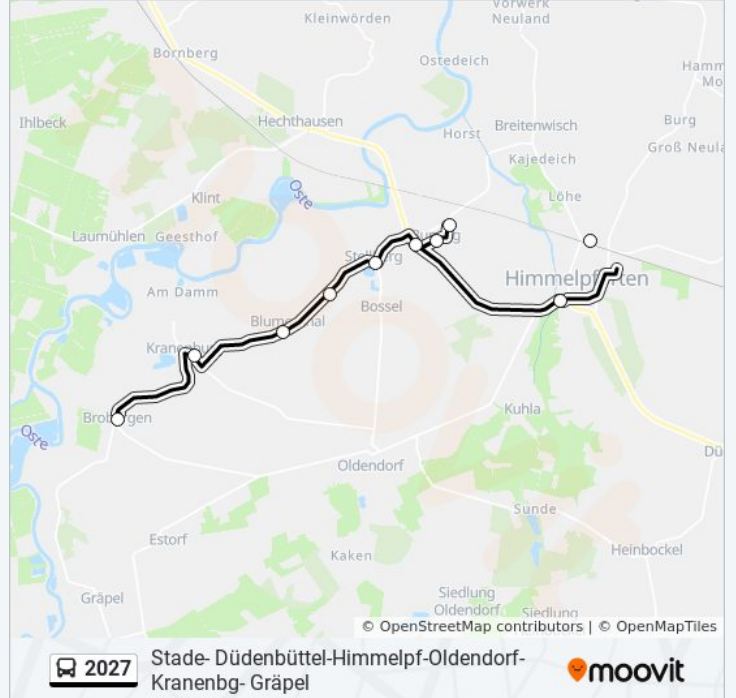 Vorwerk
Neuland
Kleinwörden
Bornberg
Ostedeich
Hamm
Mo
Ihlbeck
Hechthausen
Horst
Breitenwisch
Burg
Groß Neula
Kajedeich
Klint
Oste
Löhe
Laumühlen
Geesthof
Himmelpforten
Am Damm
Bossel
Kuhla
Oste
Oldendorf
Dü
Estorf
Sunde
Kaken
Heinbockel
Gräpel
Siedlung
Oldendorf
Siedlung
© OpenStreetMap contributors | © OpenMapTiles
2027
Stade- Düdenbüttel-Himmelpf-Oldendorf-
Kranenbg- Gräpel
moovit